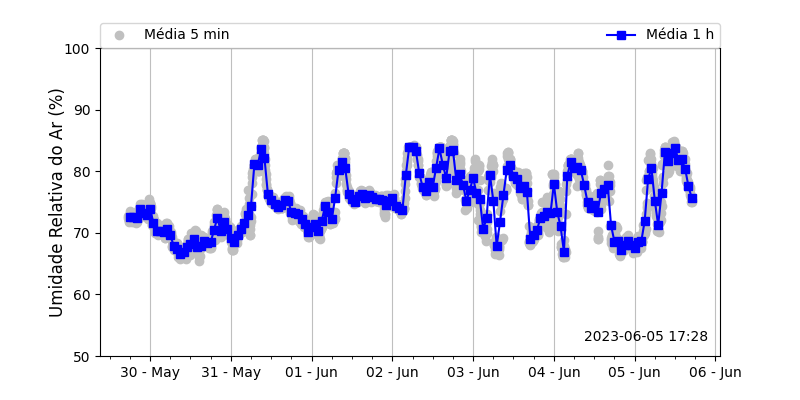 Média 5 min
Média 1 h
Umidade Relativa do Ar (%)
100
90
80
70
60
50
2023-06-05 17:28
30 - May
31 - May
01 - Jun
02 - Jun
03 - Jun
04 - Jun
05 - Jun
06 - Jun